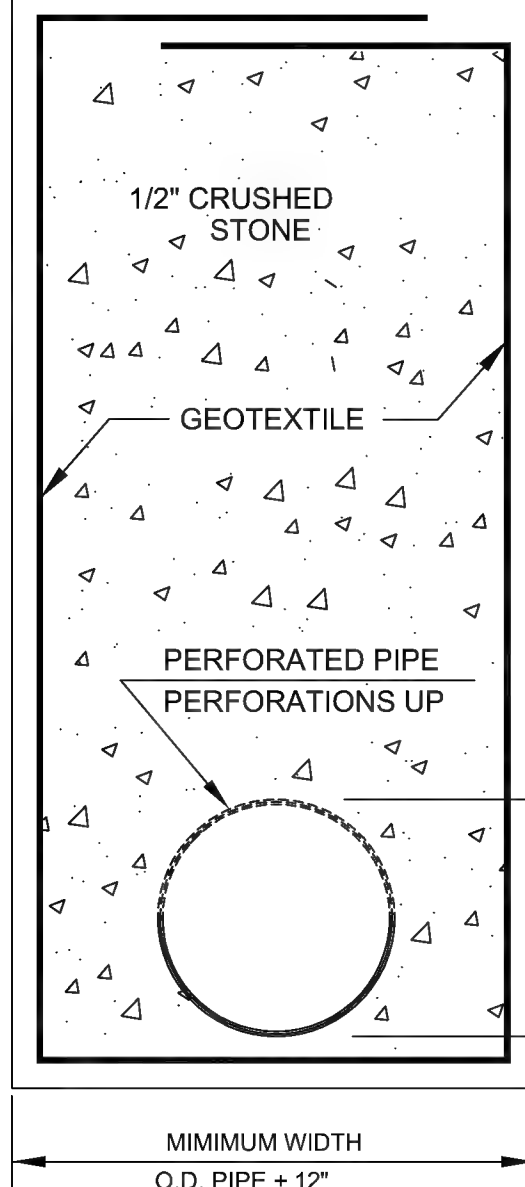 1/2" CRUSHED
STONE
GEOTEXTILE
PERFORATED PIPE
PERFORATIONS UP
MIMIMUM WIDTH
O.D. PIPE + 12"